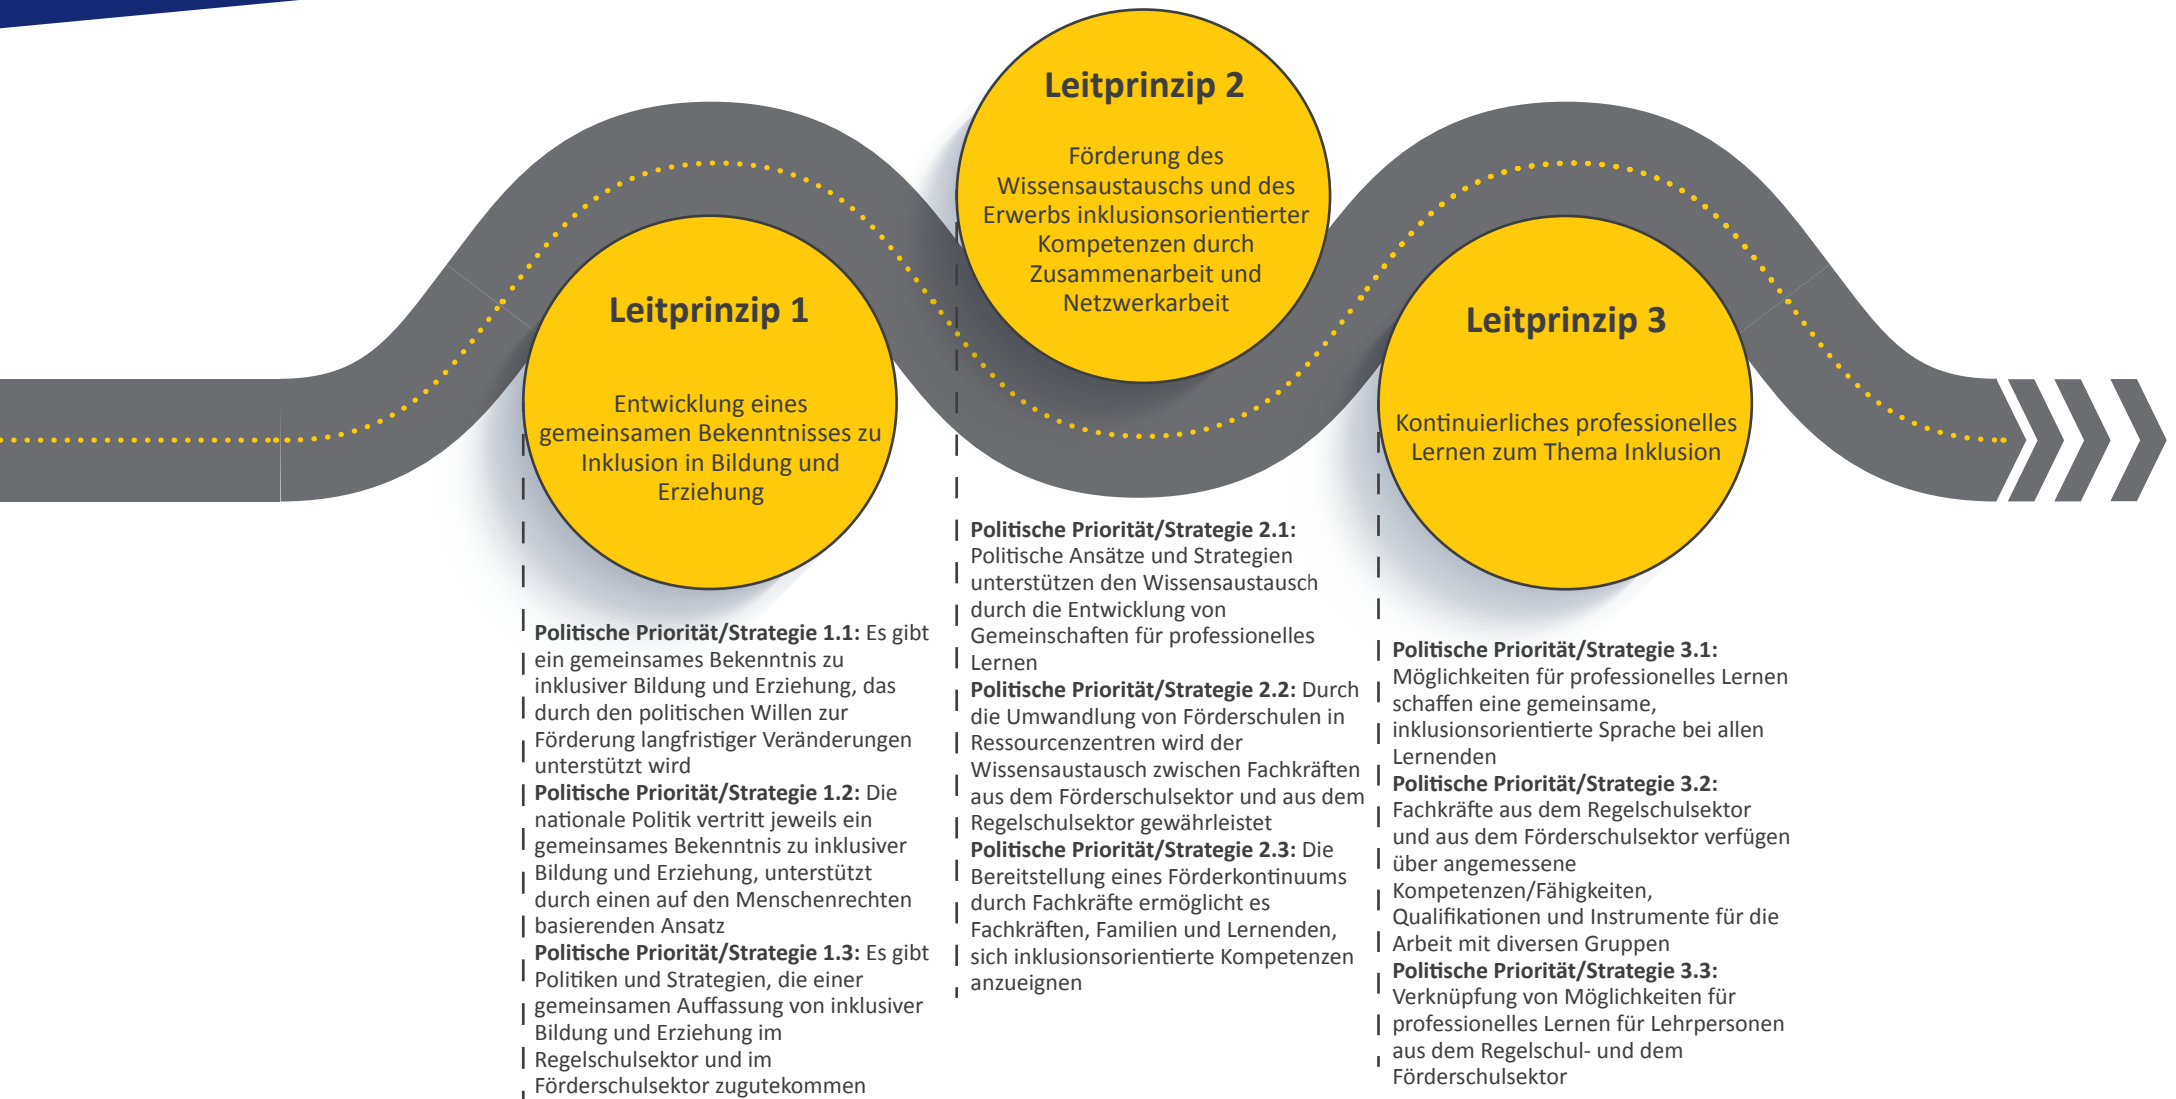 Leitprinzip 1
Entwicklung eines
gemeinsamen Bekenntnisses zu
Inklusion in Bildung und
Erziehung
Politische Priorität/Strategie 1.1: Es gibt
ein gemeinsames Bekenntnis zu
inklusiver Bildung und Erziehung, das
durch den politischen Willen zur
Förderung langfristiger Veränderungen
unterstützt wird
Politische Priorität/Strategie 1.2: Die
nationale Politik vertritt jeweils ein
gemeinsames Bekenntnis zu inklusiver
Bildung und Erziehung, unterstützt
durch einen auf den Menschenrechten
basierenden Ansatz
Politische Priorität/Strategie 1.3: Es gibt
Politiken und Strategien, die einer
gemeinsamen Auffassung von inklusiver
Bildung und Erziehung im
Regelschulsektor und im
Förderschulsektor zugutekommen
Leitprinzip 2
Förderung des
Wissensaustauschs und des
Erwerbs inklusionsorientierter
Kompetenzen durch
Zusammenarbeit und
Netzwerkarbeit
Politische Priorität/Strategie 2.1:
Politische Ansätze und Strategien
unterstützen den Wissensaustausch
durch die Entwicklung von
Gemeinschaften für professionelles
Lernen
Politische Priorität/Strategie 2.2: Durch
die Umwandlung von Förderschulen in
Ressourcenzentren wird der
Wissensaustausch zwischen Fachkräften
aus dem Förderschulsektor und aus dem
Regelschulsektor gewährleistet
Politische Priorität/Strategie 2.3: Die
Bereitstellung eines Förderkontinuums
durch Fachkräfte ermöglicht es
Fachkräften, Familien und Lernenden,
sich inklusionsorientierte Kompetenzen
anzueignen
Leitprinzip 3
Kontinuierliches professionelles
Lernen zum Thema Inklusion
Politische Priorität/Strategie 3.1:
Möglichkeiten für professionelles Lernen
schaffen eine gemeinsame,
inklusionsorientierte Sprache bei allen
Lernenden
Politische Priorität/Strategie 3.2:
Fachkräfte aus dem Regelschulsektor
und aus dem Förderschulsektor verfügen
über angemessene
Kompetenzen/Fähigkeiten,
Qualifikationen und Instrumente für die
Arbeit mit diversen Gruppen
Politische Priorität/Strategie 3.3:
Verknüpfung von Möglichkeiten für
professionelles Lernen für Lehrpersonen
aus dem Regelschul- und dem
Förderschulsektor